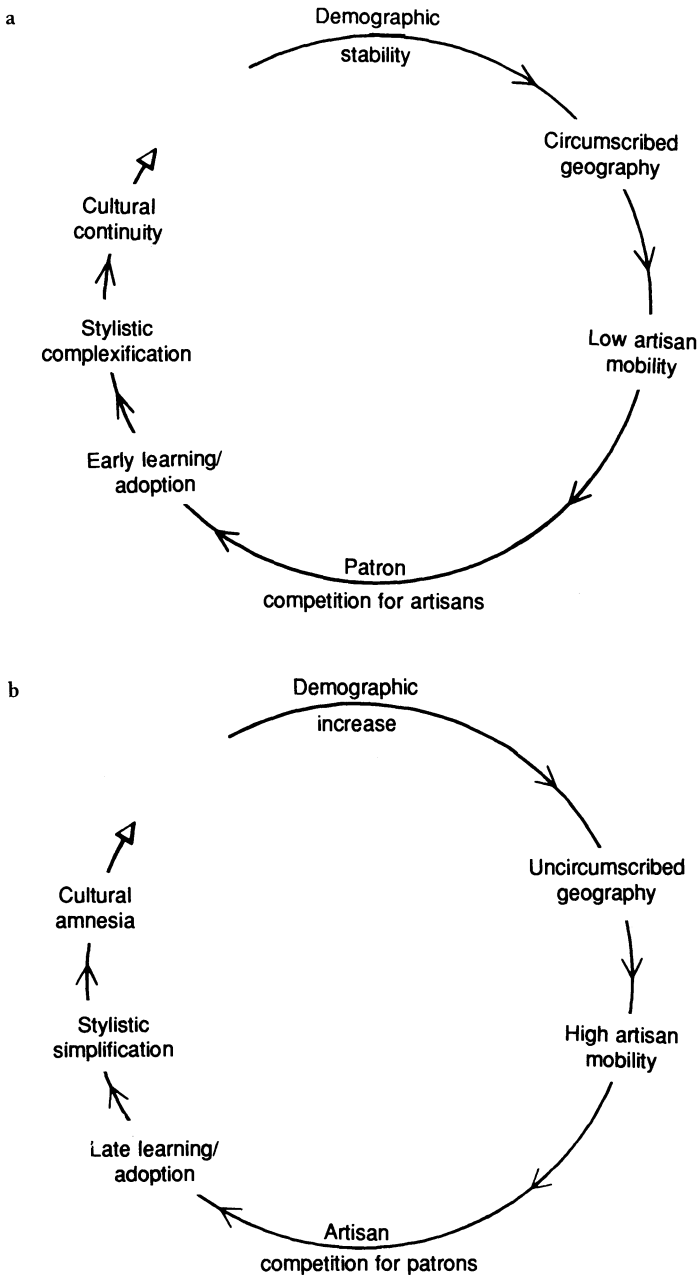 a
Demographic
stability
Circumscribed
geography
Low artisan
mobility
Patron
competition for artisans
Early learning/
adoption
Stylistic
complexification
Cultural
continuity
b
Demographic
increase
Uncircumscribed
geography
High artisan
mobility
Artisan
competition for patrons
Late learning/
adoption
Stylistic
simplification
Cultural
amnesia